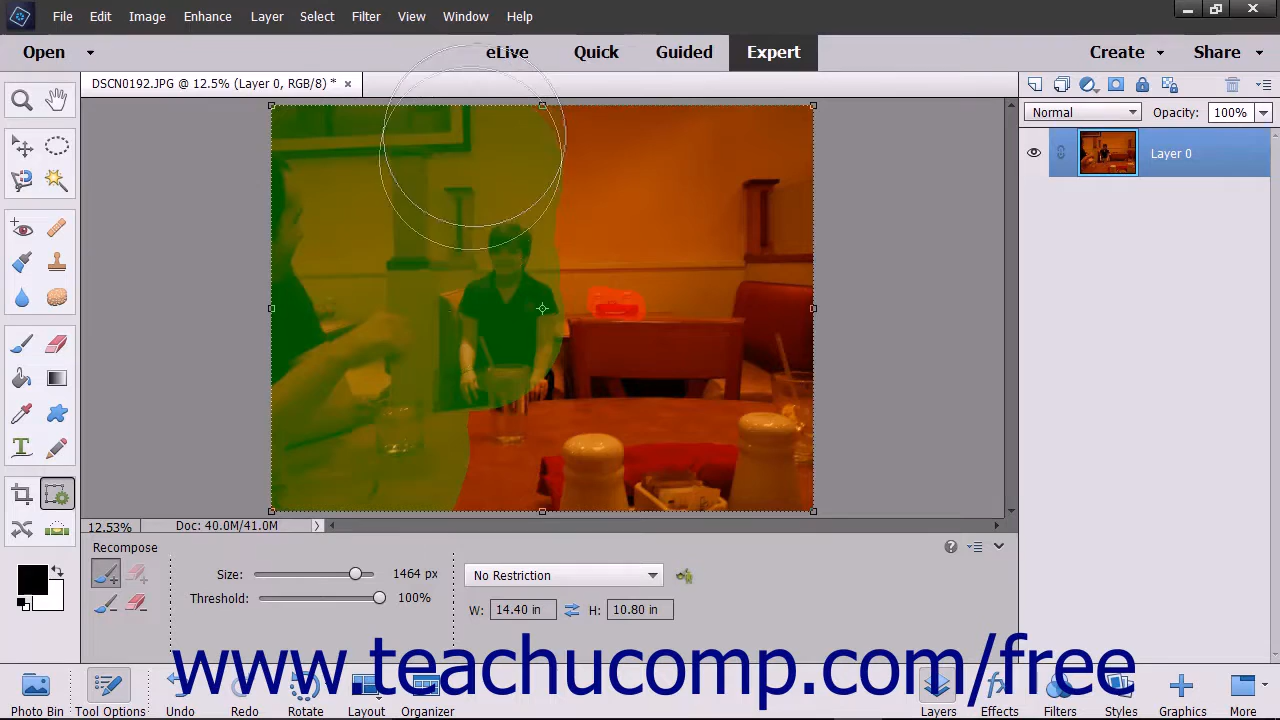 File Edit Image Enhance Layer Select Filter View Window Help
Open eLive Quick Guided Expert Create Share
DSCN0192.JPG @ 12.5% (Layer 0, RGB/8) * ×
Normal Opacity: 100%
Layer 0
12.53% Doc: 40.0M/41.0M
Recompose
Size: 1464 px No Restriction
Threshold: 100%
W: 14.40 in H: 10.80 in
www.teachucomp.com/free
Photo Bin Tool Options Undo Redo Rotate Layout Organizer Layers Effects Filters Styles Graphics More